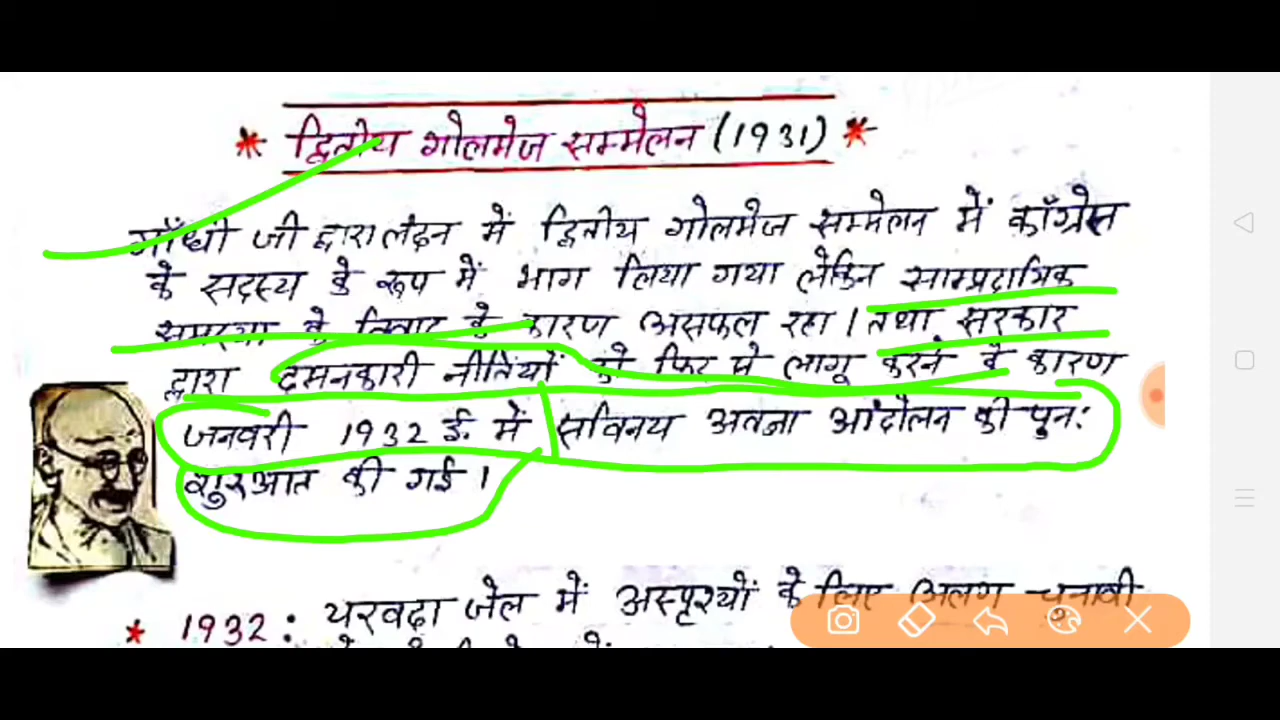 * द्वितीय गोलमेज सम्मेलन (1931) *
गाँधी जी द्वारा लंदन में द्वितीय गोलमेज सम्मेलन में काँग्रेस
के सदस्य के रूप में भाग लिया गया लेकिन साम्प्रदायिक
समस्या के विवाद के कारण असफल रहा । तथा सरकार
द्वारा दमनकारी नीतियों को फिर से लागू करने के कारण
जनवरी 1932 ई. में सविनय अवज्ञा आंदोलन की पुनः
शुरुआत की गई ।
* 1932 : यरवदा जेल में अस्पृश्यों के लिए अलग चुनावी